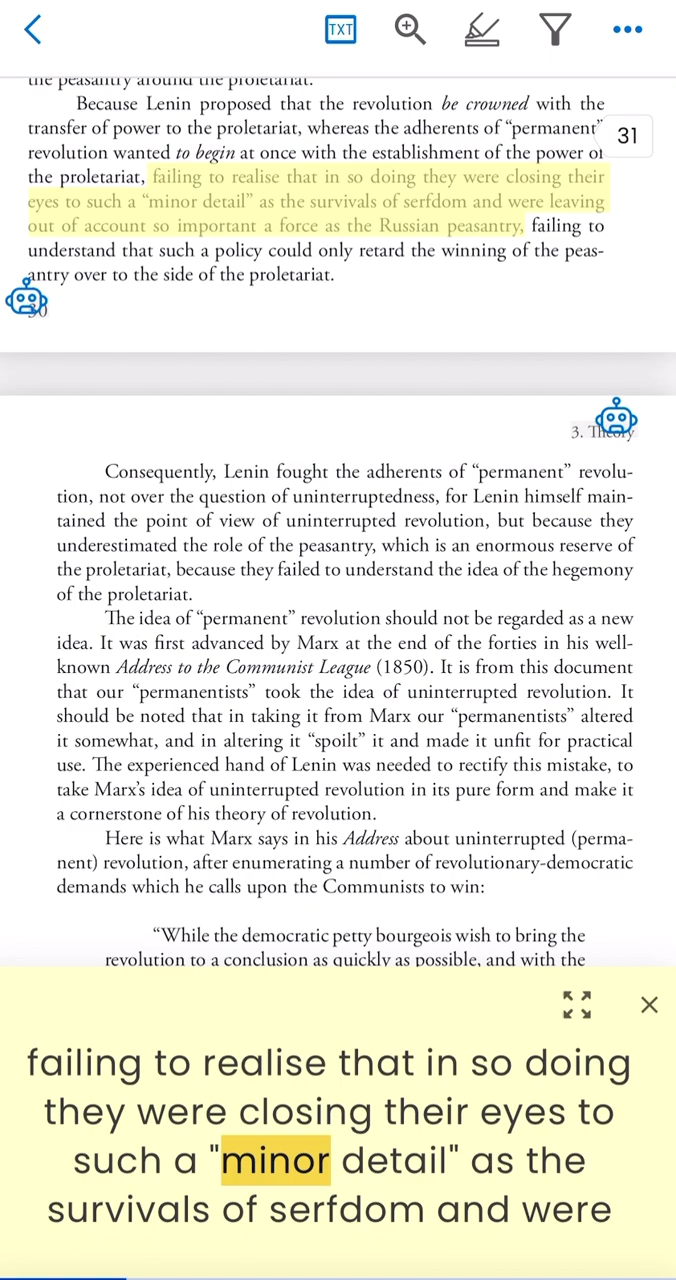 TXT
the peasantry around the proletariat.
Because Lenin proposed that the revolution be crowned with the
transfer of power to the proletariat, whereas the adherents of “permanent”
31
revolution wanted to begin at once with the establishment of the power of
the proletariat, failing to realise that in so doing they were closing their
eyes to such a “minor detail” as the survivals of serfdom and were leaving
out of account so important a force as the Russian peasantry, failing to
understand that such a policy could only retard the winning of the peas-
antry over to the side of the proletariat.
30
3. Theory
Consequently, Lenin fought the adherents of “permanent” revolu-
tion, not over the question of uninterruptedness, for Lenin himself main-
tained the point of view of uninterrupted revolution, but because they
underestimated the role of the peasantry, which is an enormous reserve of
the proletariat, because they failed to understand the idea of the hegemony
of the proletariat.
The idea of “permanent” revolution should not be regarded as a new
idea. It was first advanced by Marx at the end of the forties in his well-
known Address to the Communist League (1850). It is from this document
that our “permanentists” took the idea of uninterrupted revolution. It
should be noted that in taking it from Marx our “permanentists” altered
it somewhat, and in altering it “spoilt” it and made it unfit for practical
use. The experienced hand of Lenin was needed to rectify this mistake, to
take Marx’s idea of uninterrupted revolution in its pure form and make it
a cornerstone of his theory of revolution.
Here is what Marx says in his Address about uninterrupted (perma-
nent) revolution, after enumerating a number of revolutionary-democratic
demands which he calls upon the Communists to win:
“While the democratic petty bourgeois wish to bring the
revolution to a conclusion as quickly as possible, and with the
failing to realise that in so doing
they were closing their eyes to
such a "minor detail" as the
survivals of serfdom and were